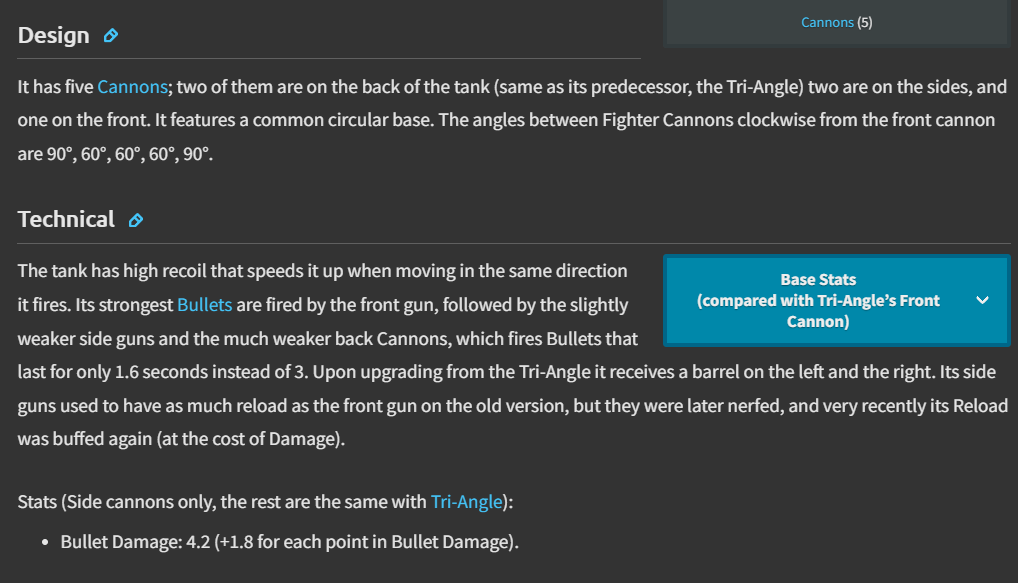 Cannons (5)
Design
It has five Cannons; two of them are on the back of the tank (same as its predecessor, the Tri-Angle) two are on the sides, and
one on the front. It features a common circular base. The angles between Fighter Cannons clockwise from the front cannon
are 90°, 60°, 60°, 60°, 90°.
Technical
The tank has high recoil that speeds it up when moving in the same direction
it fires. Its strongest Bullets are fired by the front gun, followed by the slightly
weaker side guns and the much weaker back Cannons, which fires Bullets that
last for only 1.6 seconds instead of 3. Upon upgrading from the Tri-Angle it receives a barrel on the left and the right. Its side
guns used to have as much reload as the front gun on the old version, but they were later nerfed, and very recently its Reload
was buffed again (at the cost of Damage).
Base Stats
(compared with Tri-Angle's Front
Cannon)
Stats (Side cannons only, the rest are the same with Tri-Angle):
• Bullet Damage: 4.2 (+1.8 for each point in Bullet Damage).